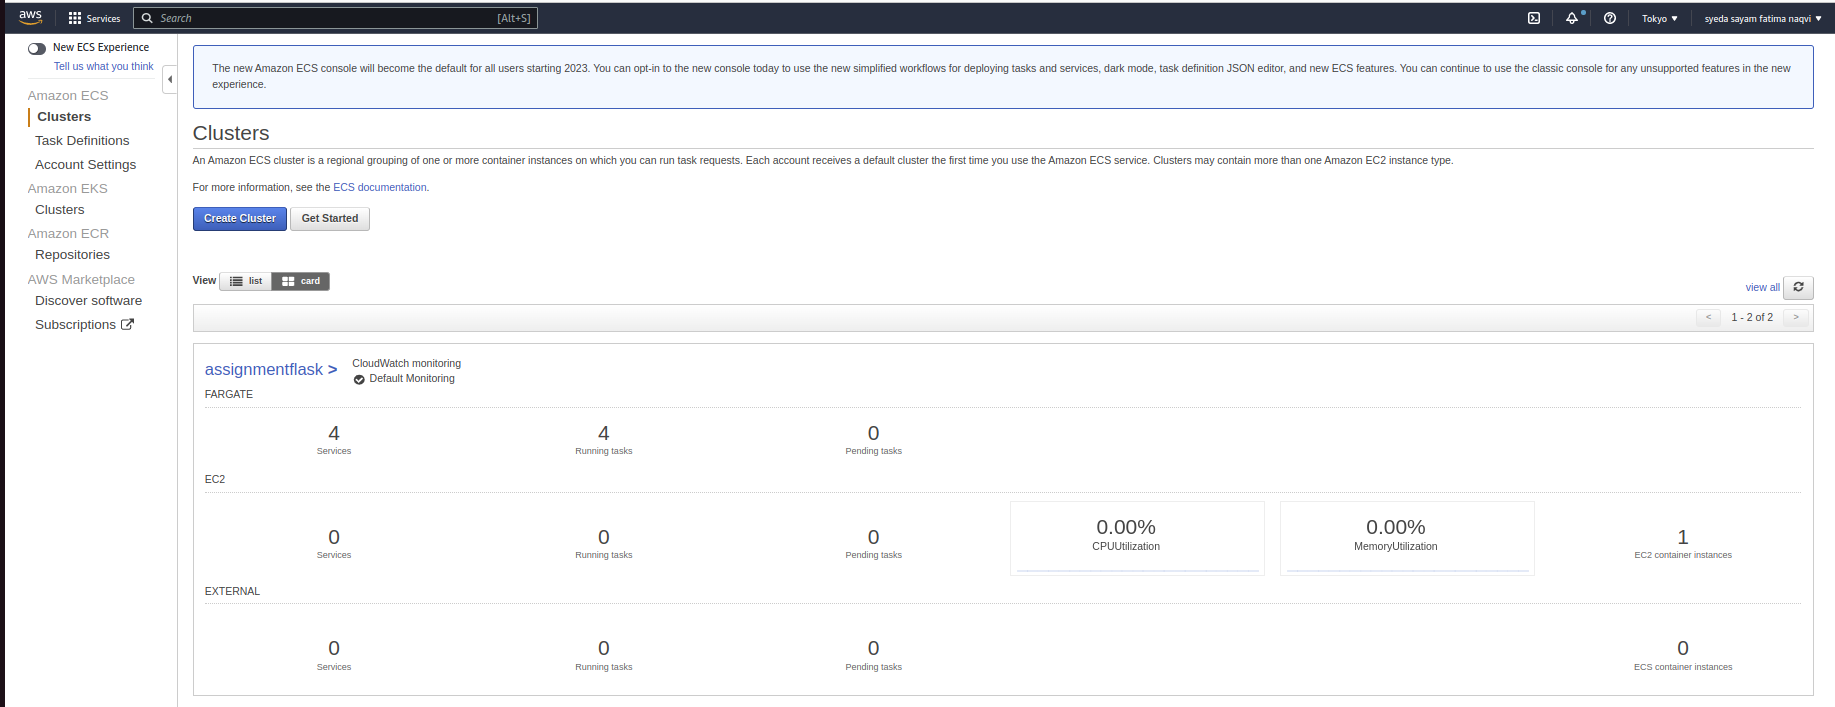 aws Services Search [Alt+S] Tokyo ▼ syeda sayam fatima naqvi ▼
New ECS Experience
Tell us what you think
Amazon ECS
Clusters
Task Definitions
Account Settings
Amazon EKS
Clusters
Amazon ECR
Repositories
AWS Marketplace
Discover software
Subscriptions
The new Amazon ECS console will become the default for all users starting 2023. You can opt-in to the new console today to use the new simplified workflows for deploying tasks and services, dark mode, task definition JSON editor, and new ECS features. You can continue to use the classic console for any unsupported features in the new
experience.
Clusters
An Amazon ECS cluster is a regional grouping of one or more container instances on which you can run task requests. Each account receives a default cluster the first time you use the Amazon ECS service. Clusters may contain more than one Amazon EC2 instance type.
For more information, see the ECS documentation.
Create Cluster Get Started
View list card
view all
< 1 - 2 of 2 >
assignmentflask >
CloudWatch monitoring
Default Monitoring
FARGATE
4 4 0
Services Running tasks Pending tasks
EC2
0 0 0 0.00% 0.00% 1
Services Running tasks Pending tasks CPUUtilization MemoryUtilization EC2 container instances
EXTERNAL
0 0 0 0
Services Running tasks Pending tasks ECS container instances